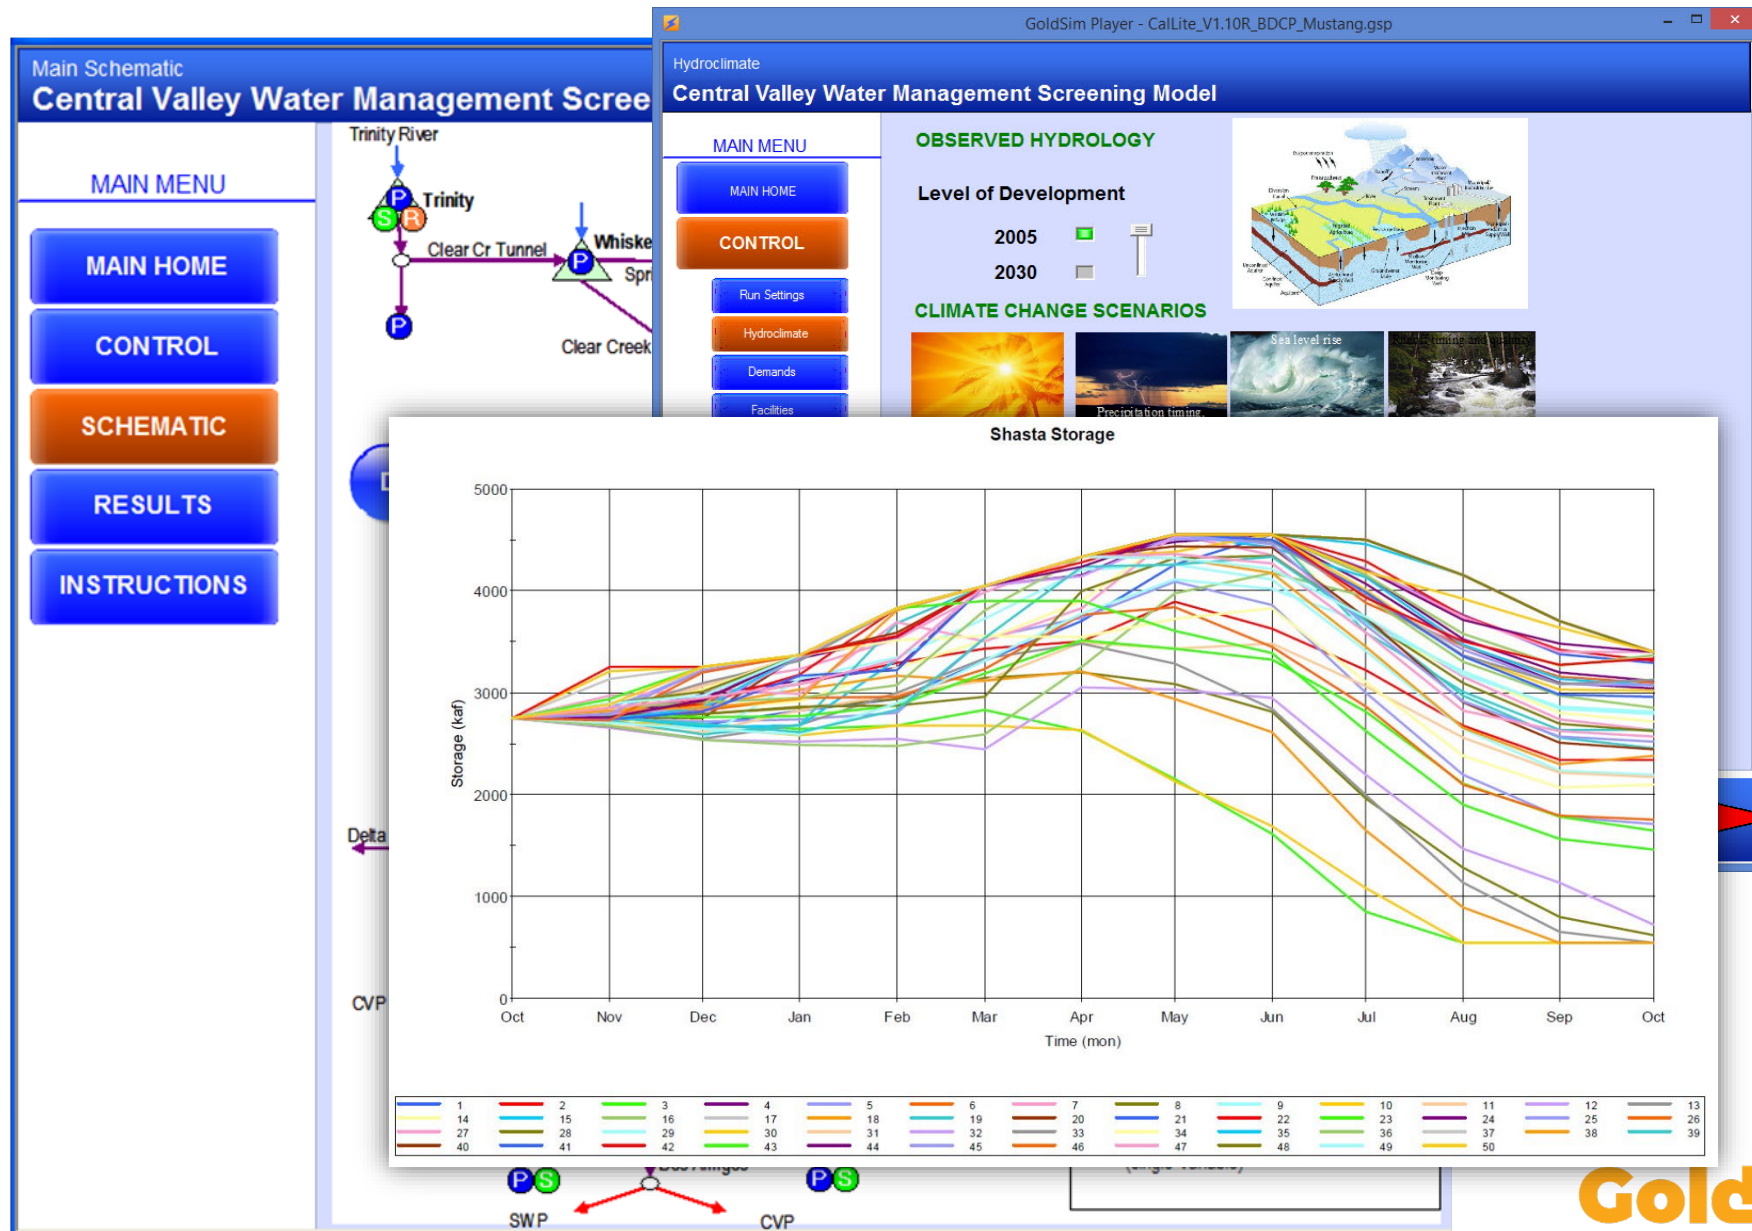 GoldSim Player - CalLite_V1.10R_BDCP_Mustang.gsp
Main Schematic
Central Valley Water Management Scree
MAIN MENU
MAIN HOME
CONTROL
SCHEMATIC
RESULTS
INSTRUCTIONS
Trinity River
P
S R
Trinity
Clear Cr Tunnel
Whiske
P
Spri
P
Clear Creek
Delta
CVP
Hydroclimate
Central Valley Water Management Screening Model
MAIN MENU
MAIN HOME
CONTROL
Run Settings
Hydroclimate
Demands
Facilities
OBSERVED HYDROLOGY
Level of Development
2005
2030
CLIMATE CHANGE SCENARIOS
Precipitation timing,
Sea level rise
Shasta Storage
Storage (kaf)
5000
4000
3000
2000
1000
0
Oct Nov Dec Jan Feb Mar Apr May Jun Jul Aug Sep Oct
Time (mon)
1 2 3 4 5 6 7 8 9 10 11 12 13
14 15 16 17 18 19 20 21 22 23 24 25 26
27 28 29 30 31 32 33 34 35 36 37 38 39
40 41 42 43 44 45 46 47 48 49 50
P S
P S
SWP
CVP
Gold